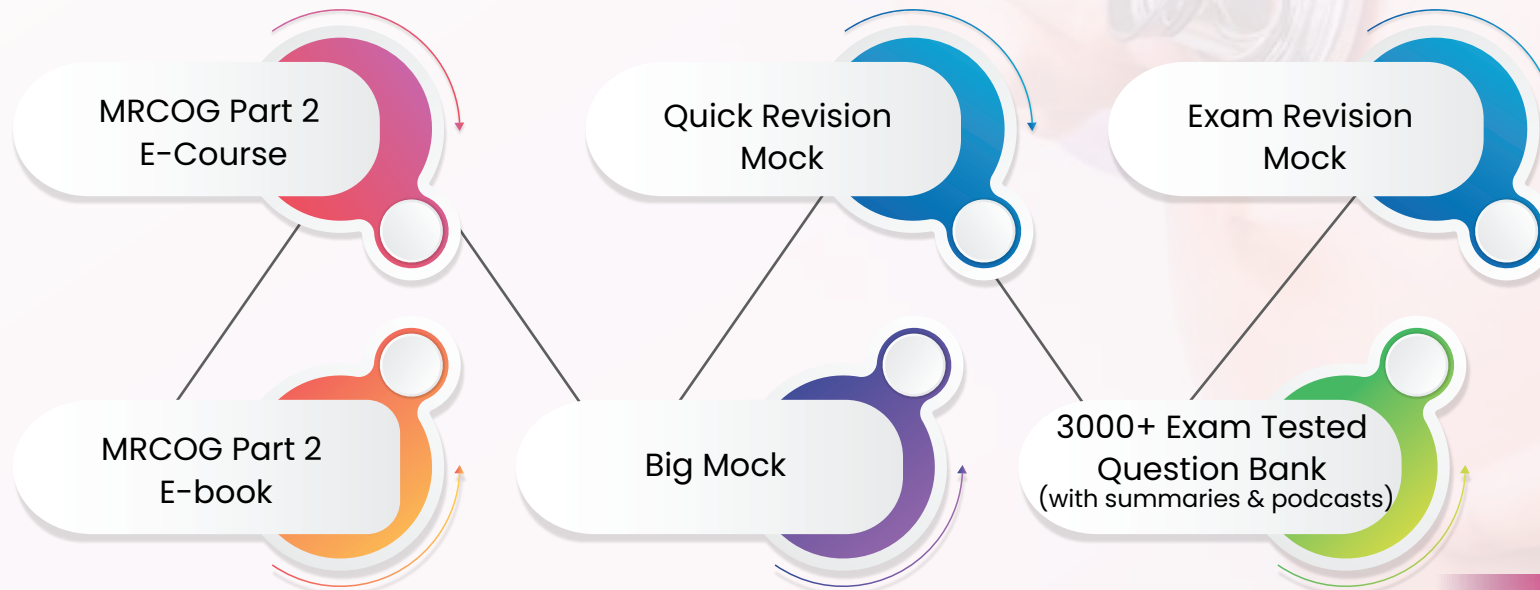 MRCOG Part 2
E-Course
Quick Revision
Mock
Exam Revision
Mock
MRCOG Part 2
E-book
Big Mock
3000+ Exam Tested
Question Bank
(with summaries & podcasts)